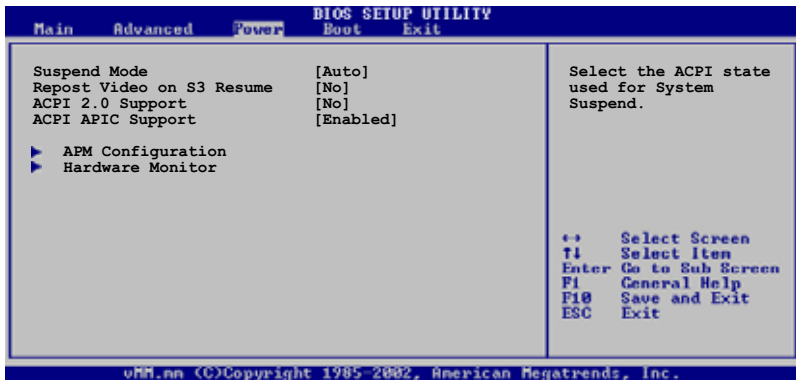 BIOS SETUP UTILITY
Main Advanced Power Boot Exit
Suspend Mode [Auto]
Repost Video on S3 Resume [No]
ACPI 2.0 Support [No]
ACPI APIC Support [Enabled]
APM Configuration
Hardware Monitor
Select the ACPI state
used for System
Suspend.
↔ Select Screen
↑↓ Select Item
Enter Go to Sub Screen
F1 General Help
F10 Save and Exit
ESC Exit
vMM.mm (C)Copyright 1985-2002, American Megatrends, Inc.